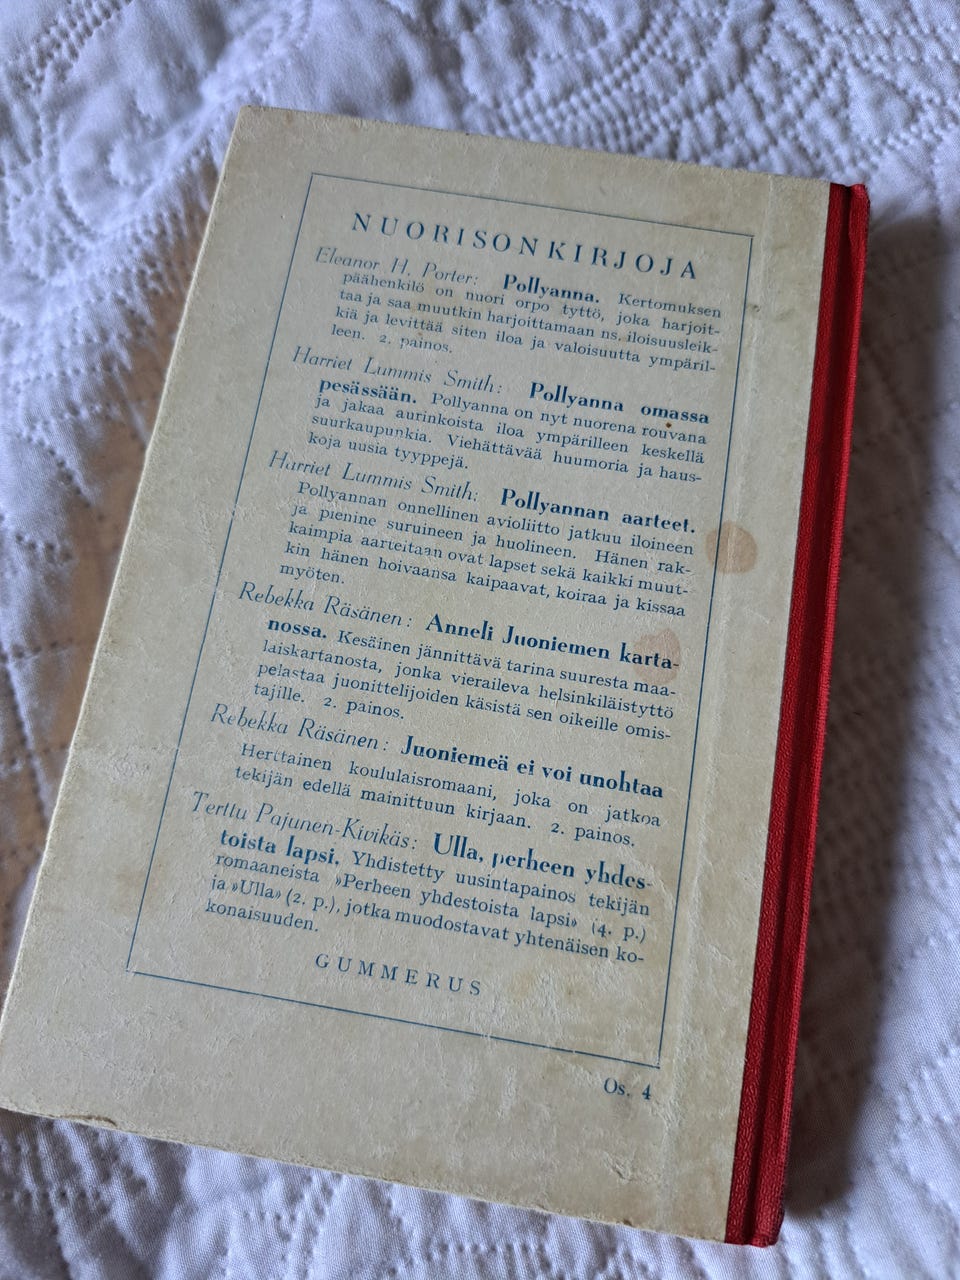 NUORISONKIRJOJA
Eleanor H. Porter: Pollyanna. Kertomuksen
päähenkilö on nuori orpo tyttö, joka harjoit-
taa ja saa muutkin harjoittamaan ns. iloisuusleik-
kiä ja levittää siten iloa ja valoisuutta ympäril-
leen. 2. painos.
Harriet Lummis Smith: Pollyanna omassa
pesässään. Pollyanna on nyt nuorena rouvana
ja jakaa aurinkoista iloa ympärilleen keskellä
suurkaupunkia. Viehättävää huumoria ja haus-
koja uusia tyyppejä.
Harriet Lummis Smith: Pollyannan aarteet.
Pollyannan onnellinen avioliitto jatkuu iloineen
ja pienine suruineen ja huolineen. Hänen rak-
kaimpia aarteitaan ovat lapset sekä kaikki muut-
kin hänen hoivaansa kaipaavat, koiraa ja kissaa
myöten.
Rebekka Räsänen: Anneli Juoniemen karta-
nossa. Kesäinen jännittävä tarina suuresta maa-
laiskartanosta, jonka vieraileva helsinkiläistyttö
pelastaa juonittelijoiden käsistä sen oikeille omis-
tajille. 2. painos.
Rebekka Räsänen: Juoniemeä ei voi unohtaa
Herttainen koululaisromaani, joka on jatkoa
tekijän edellä mainittuun kirjaan. 2. painos.
Terttu Pajunen-Kivikäs: Ulla, perheen yhdes-
toista lapsi. Yhdistetty uusintapainos tekijän
romaaneista »Perheen yhdestoista lapsi» (4. p.)
ja »Ulla» (2. p.), jotka muodostavat yhtenäisen ko-
konaisuuden.
GUMMERUS
Os. 4